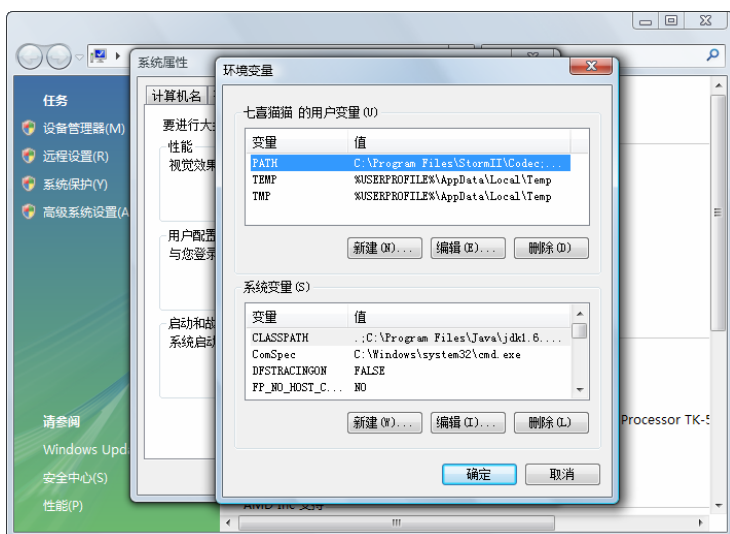 系统属性
环境变量
任务
设备管理器(M)
远程设置(R)
系统保护(Y)
高级系统设置(A
计算机名
要进行大
性能
视觉效果
用户配置
与您登录
启动和故
系统启动
七喜猫猫 的用户变量(U)
变量 值
PATH C:\Program Files\StormII\Codec;...
TEMP %USERPROFILE%\AppData\Local\Temp
TMP %USERPROFILE%\AppData\Local\Temp
新建(N)... 编辑(E)... 删除(D)
系统变量(S)
变量 值
CLASSPATH .;C:\Program Files\Java\jdk1.6....
ComSpec C:\Windows\system32\cmd.exe
DFSTRACINGON FALSE
FP_NO_HOST_C... NO
新建(W)... 编辑(I)... 删除(L)
确定 取消
请参阅
Windows Upd
安全中心(S)
性能(P)
Processor TK-5
AMD Inc 支持